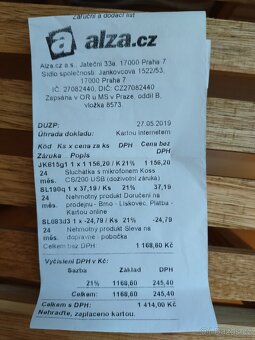 Záruční a dodací list
a alza.cz
Alza.cz a.s. Jateční 33a, 17000 Praha 7
Sídlo společnosti: Jankovcova 1522/53,
17000 Praha 7
IČ: 27082440, DIČ: CZ27082440
Zapsána v OR u MS v Praze, oddíl B,
vložka 8573
DUZP: 27.05.2019
Úhrada dokladu: Kartou internetem
Kód Ks x cena za ks DPH Cena bez DPH
Záruka Popis
JK615g1 1 x 1 156,20 / K 21% 1 156,20
24 měs. Sluchátka s mikrofonem Koss CS/200 USB (doživotní záruka)
SL190q 1 x 37,19 / Ks 21% 37,19
24 měs. Nehmotný produkt Doručení na prodejnu - Brno - Lískovec, Platba - Kartou online
SL083d3 1 x -24,79 / Ks 21% -24,79
24 měs. Nehmotný produkt Sleva na dopravné - pobočka
Celkem bez DPH: 1 168,60 Kč
Vyčíslení DPH v Kč:
Sazba Základ DPH
21% 1168,60 245,40
Celkem: 1168,60 245,40
Celkem s DPH: 1 414,00 Kč
Nehraďte, zaplaceno kartou.